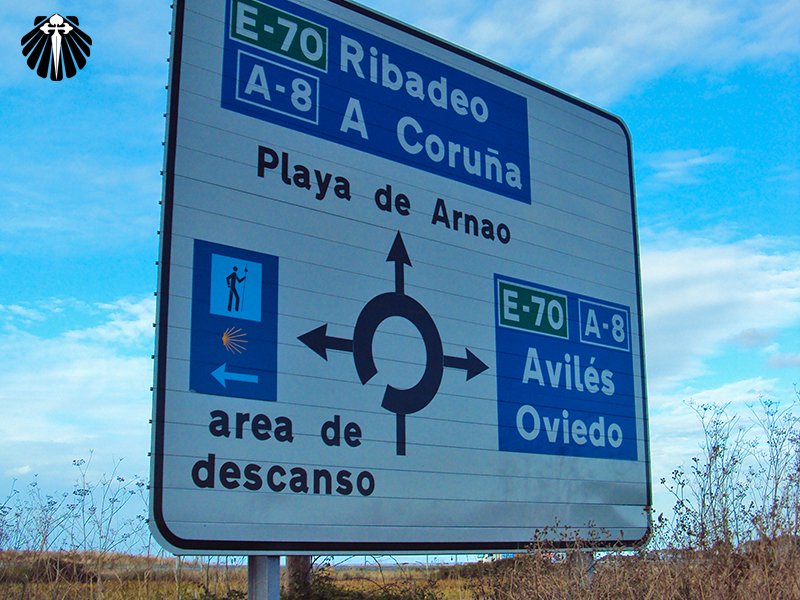 E-70 Ribadeo
A-8 A Coruña
Playa de Arnao
E-70 A-8
Avilés
Oviedo
area de
descanso